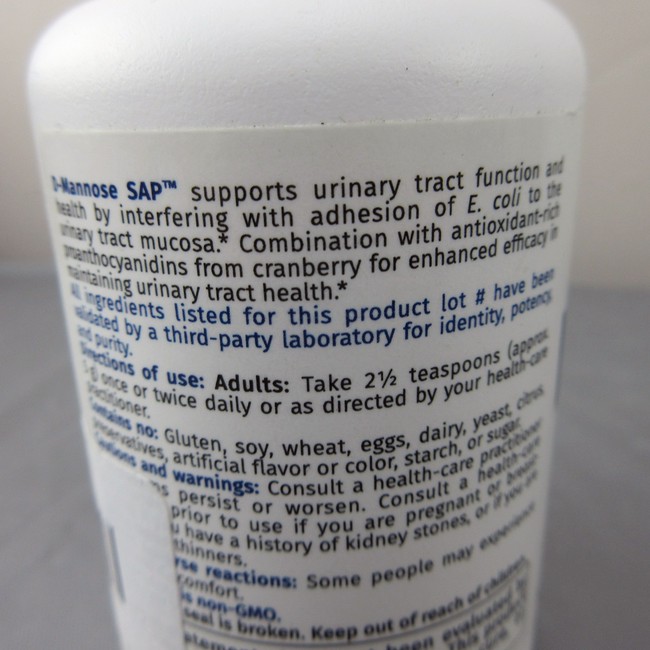 D-Mannose SAP™ supports urinary tract function and
health by interfering with adhesion of E. coli to the
urinary tract mucosa.* Combination with antioxidant-rich
proanthocyanidins from cranberry for enhanced efficacy in
maintaining urinary tract health.*
All ingredients listed for this product lot # have been
validated by a third-party laboratory for identity, potency,
and purity.
Directions of use: Adults: Take 2½ teaspoons (approx.
5 g) once or twice daily or as directed by your health-care
practitioner.
Contains no: Gluten, soy, wheat, eggs, dairy, yeast, citrus,
preservatives, artificial flavor or color, starch, or sugar.
Cautions and warnings: Consult a health-care practitioner
persist or worsen. Consult a health-care
prior to use if you are pregnant or breast-
have a history of kidney stones, or if you are
thinners.
reactions: Some people may experience
is non-GMO.
seal is broken. Keep out of reach of children.
been evaluated by
This product